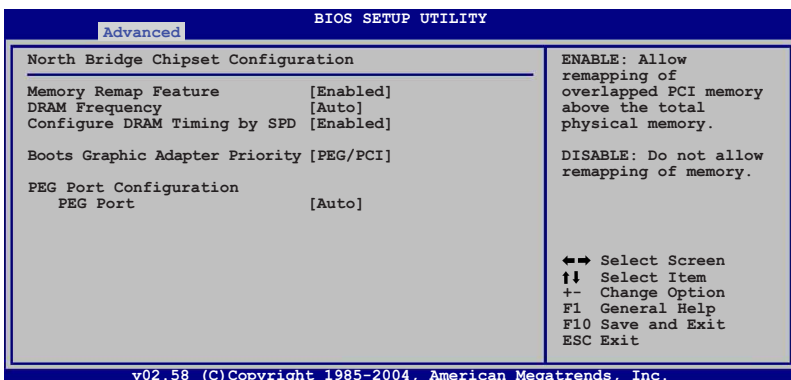 BIOS SETUP UTILITY
Advanced
North Bridge Chipset Configuration
Memory Remap Feature [Enabled]
DRAM Frequency [Auto]
Configure DRAM Timing by SPD [Enabled]
Boots Graphic Adapter Priority [PEG/PCI]
PEG Port Configuration
PEG Port [Auto]
ENABLE: Allow
remapping of
overlapped PCI memory
above the total
physical memory.
DISABLE: Do not allow
remapping of memory.
←→ Select Screen
↑↓ Select Item
+- Change Option
F1 General Help
F10 Save and Exit
ESC Exit
v02.58 (C)Copyright 1985-2004, American Megatrends, Inc.